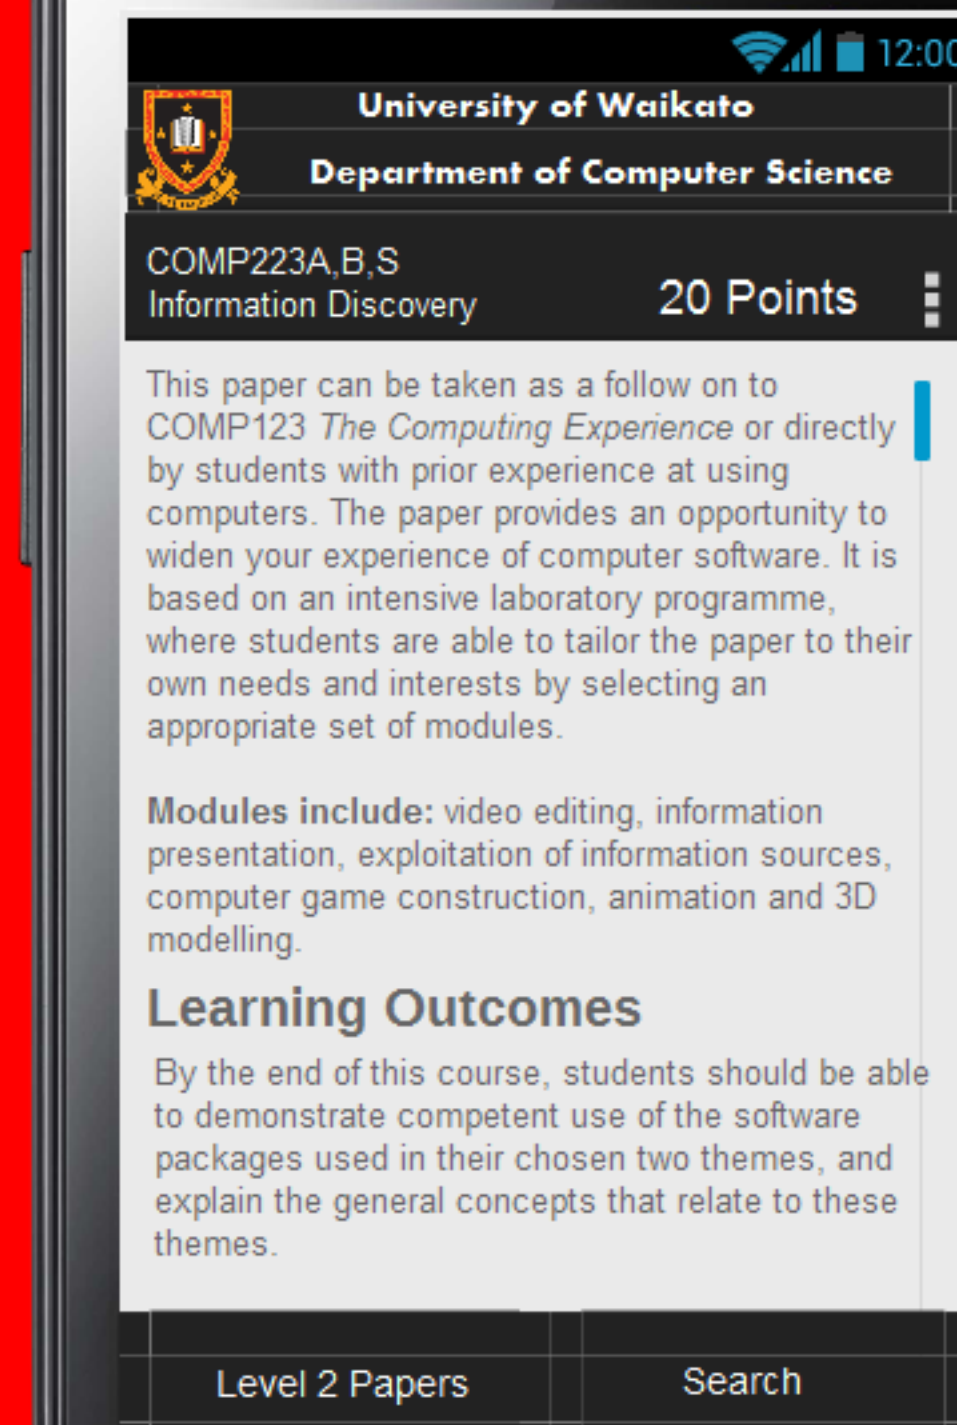 12:00
University of Waikato
Department of Computer Science
COMP223A,B,S
Information Discovery
20 Points
This paper can be taken as a follow on to
COMP123 The Computing Experience or directly
by students with prior experience at using
computers. The paper provides an opportunity to
widen your experience of computer software. It is
based on an intensive laboratory programme,
where students are able to tailor the paper to their
own needs and interests by selecting an
appropriate set of modules.
Modules include: video editing, information
presentation, exploitation of information sources,
computer game construction, animation and 3D
modelling.
Learning Outcomes
By the end of this course, students should be able
to demonstrate competent use of the software
packages used in their chosen two themes, and
explain the general concepts that relate to these
themes.
Level 2 Papers
Search